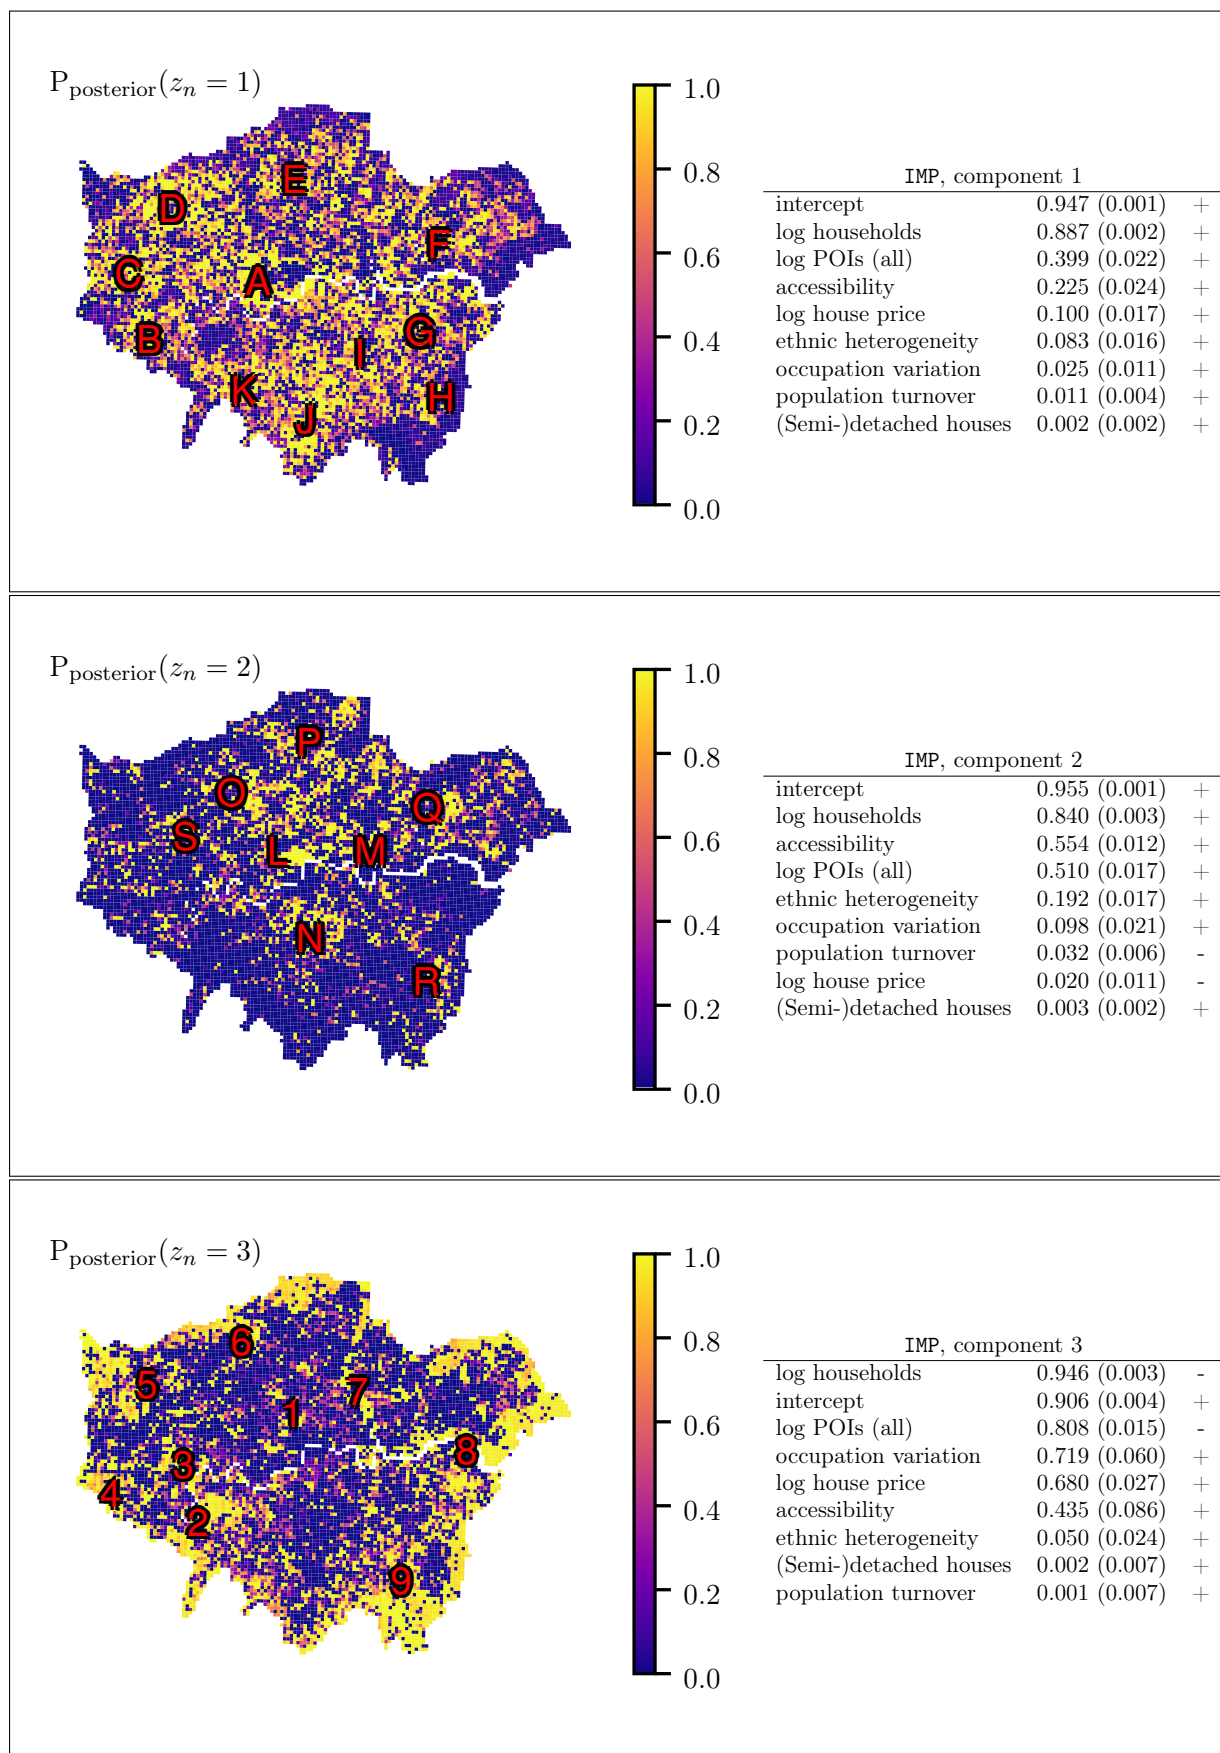 P_posterior(z_n = 1)
1.0
0.8
0.6
0.4
0.2
0.0
E
D
F
C
A
B
G
I
K
H
J
IMP, component 1
intercept 0.947 (0.001) +
log households 0.887 (0.002) +
log POIs (all) 0.399 (0.022) +
accessibility 0.225 (0.024) +
log house price 0.100 (0.017) +
ethnic heterogeneity 0.083 (0.016) +
occupation variation 0.025 (0.011) +
population turnover 0.011 (0.004) +
(Semi-)detached houses 0.002 (0.002) +
P_posterior(z_n = 2)
1.0
0.8
0.6
0.4
0.2
0.0
P
O
Q
S
L
M
N
R
IMP, component 2
intercept 0.955 (0.001) +
log households 0.840 (0.003) +
accessibility 0.554 (0.012) +
log POIs (all) 0.510 (0.017) +
ethnic heterogeneity 0.192 (0.017) +
occupation variation 0.098 (0.021) +
population turnover 0.032 (0.006) -
log house price 0.020 (0.011) -
(Semi-)detached houses 0.003 (0.002) +
P_posterior(z_n = 3)
1.0
0.8
0.6
0.4
0.2
0.0
6
5
7
1
8
3
4
2
9
IMP, component 3
log households 0.946 (0.003) -
intercept 0.906 (0.004) +
log POIs (all) 0.808 (0.015) -
occupation variation 0.719 (0.060) +
log house price 0.680 (0.027) +
accessibility 0.435 (0.086) +
ethnic heterogeneity 0.050 (0.024) +
(Semi-)detached houses 0.002 (0.007) +
population turnover 0.001 (0.007) +